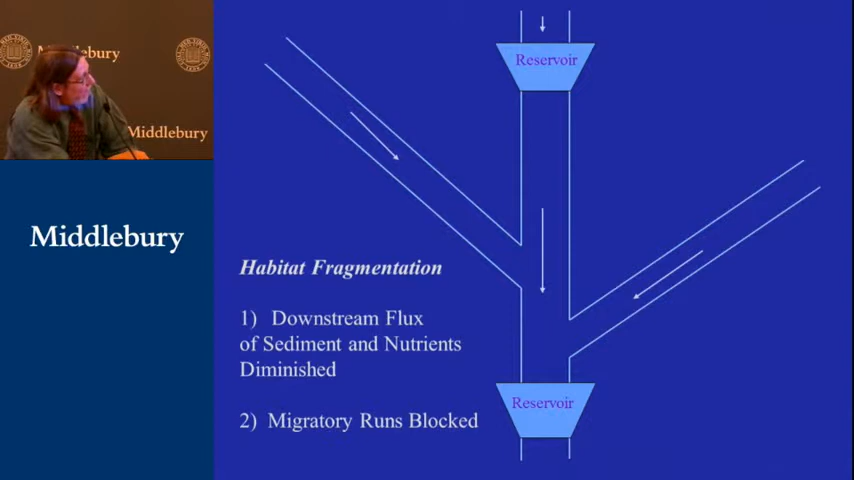 Middlebury
Middlebury
Middlebury
Reservoir
Habitat Fragmentation
1) Downstream Flux
of Sediment and Nutrients
Diminished
2) Migratory Runs Blocked
Reservoir